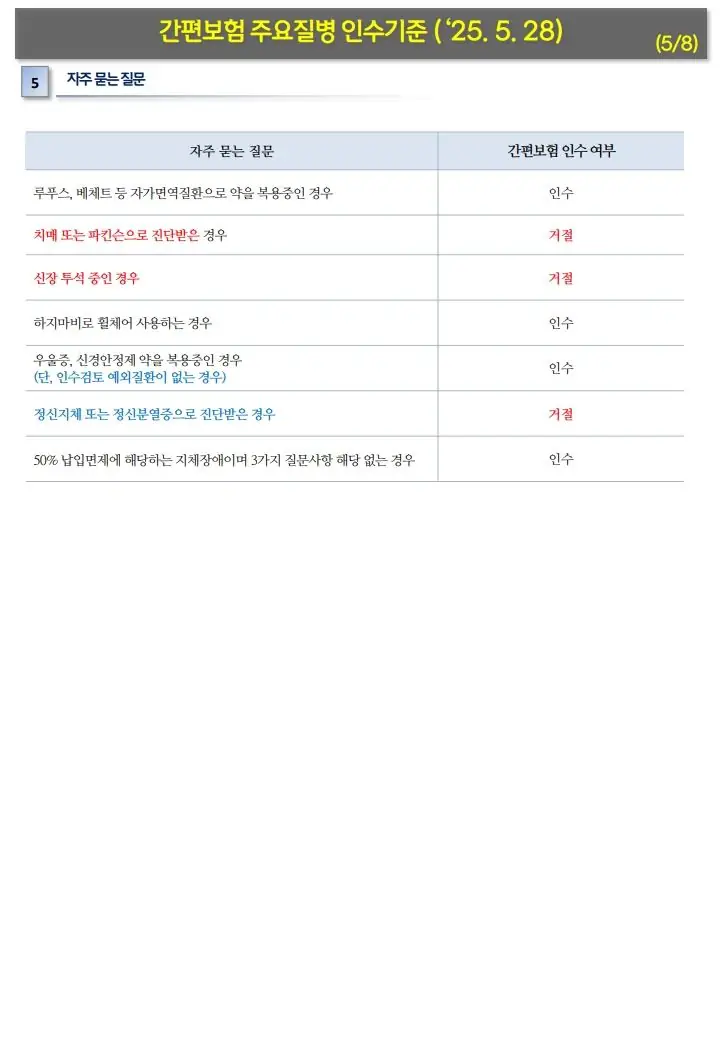 간편보험 주요질병 인수기준 ( ‘25. 5. 28)
(5/8)
5
자주 묻는 질문
자주 묻는 질문
간편보험 인수 여부
루푸스, 베체트 등 자가면역질환으로 약을 복용중인 경우
인수
치매 또는 파킨슨으로 진단받은 경우
거절
신장 투석 중인 경우
거절
하지마비로 휠체어 사용하는 경우
인수
우울증, 신경안정제 약을 복용중인 경우
(단, 인수검토 예외질환이 없는 경우)
인수
정신지체 또는 정신분열증으로 진단받은 경우
거절
50% 납입면제에 해당하는 지체장애이며 3가지 질문사항 해당 없는 경우
인수